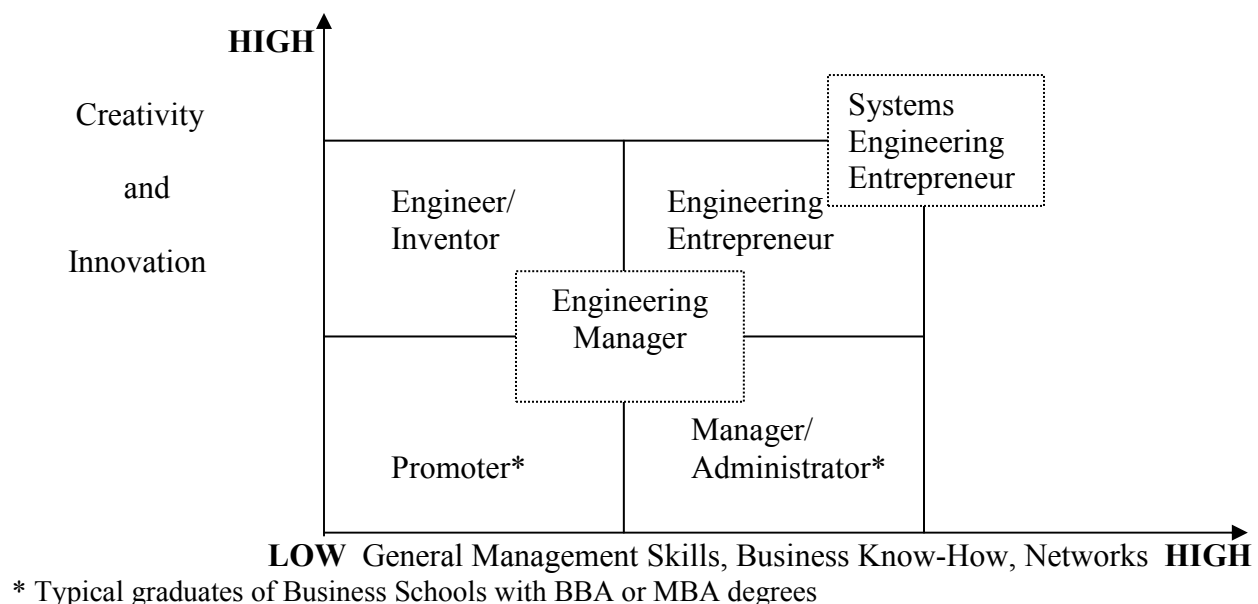 HIGH
Creativity
and
Innovation
Systems
Engineering
Entrepreneur
Engineer/
Inventor
Engineering
Entrepreneur
Engineering
Manager
Promoter*
Manager/
Administrator*
LOW General Management Skills, Business Know-How, Networks HIGH
* Typical graduates of Business Schools with BBA or MBA degrees